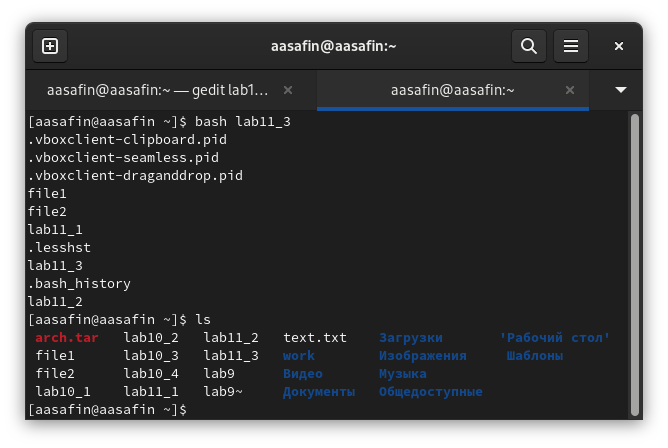 aasafin@aasafin:~
aasafin@aasafin:~ — gedit lab1… aasafin@aasafin:~
[aasafin@aasafin ~]$ bash lab11_3
.vboxclient-clipboard.pid
.vboxclient-seamless.pid
.vboxclient-draganddrop.pid
file1
file2
lab11_1
.lesshst
lab11_3
.bash_history
lab11_2
[aasafin@aasafin ~]$ ls
arch.tar lab10_2 lab11_2 text.txt Загрузки 'Рабочий стол'
file1 lab10_3 lab11_3 work Изображения Шаблоны
file2 lab10_4 lab9 Видео Музыка
lab10_1 lab11_1 lab9~ Документы Общедоступные
[aasafin@aasafin ~]$